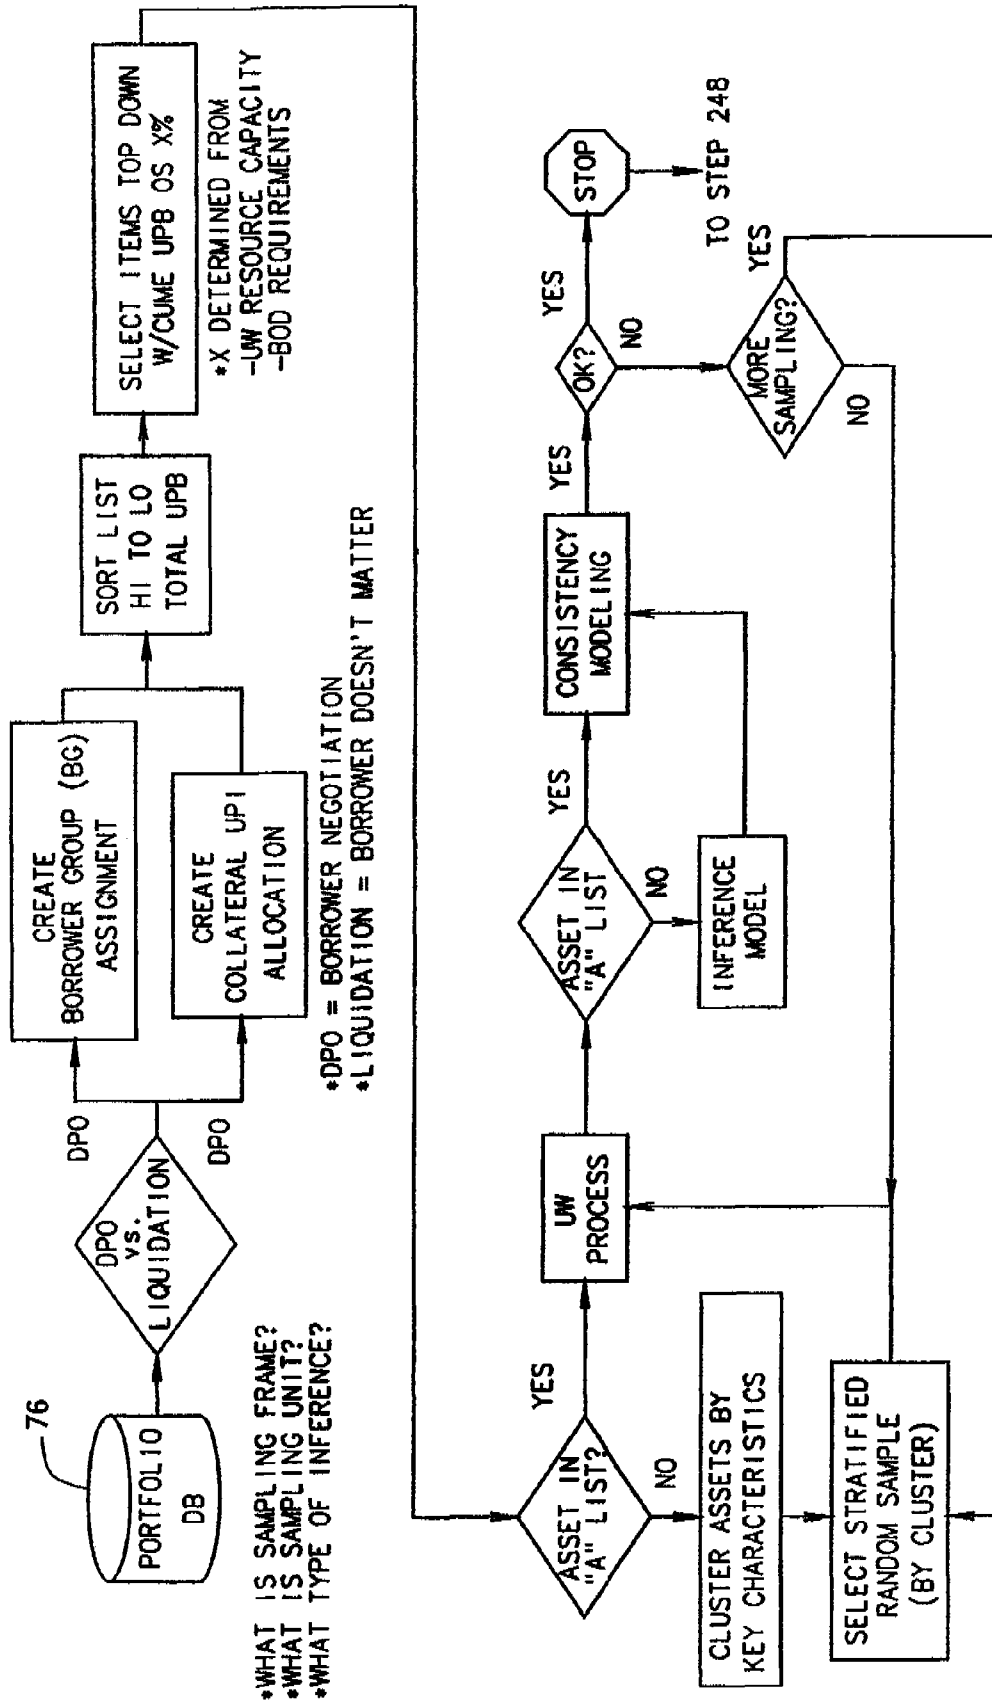 76
PORTFOLIO
DB
*WHAT IS SAMPLING FRAME?
*WHAT IS SAMPLING UNIT?
*WHAT TYPE OF INFERENCE?
DPO
vs.
LIQUIDATION
DPO
DPO
CREATE
BORROWER GROUP (BG)
ASSIGNMENT
CREATE
COLLATERAL UPI
ALLOCATION
*DPO = BORROWER NEGOTIATION
*LIQUIDATION = BORROWER DOESN'T MATTER
SORT LIST
HI TO LO
TOTAL UPB
SELECT ITEMS TOP DOWN
W/CUME UPB OS X%
*X DETERMINED FROM
-UW RESOURCE CAPACITY
-BOD REQUIREMENTS
ASSET IN
"A" LIST?
YES
NO
CLUSTER ASSETS BY
KEY CHARACTERISTICS
SELECT STRATIFIED
RANDOM SAMPLE
(BY CLUSTER)
UW
PROCESS
ASSET IN
"A" LIST
YES
NO
INFERENCE
MODEL
CONSISTENCY
MODELING
YES
OK?
YES
NO
STOP
TO STEP 248
MORE
SAMPLING?
YES
NO